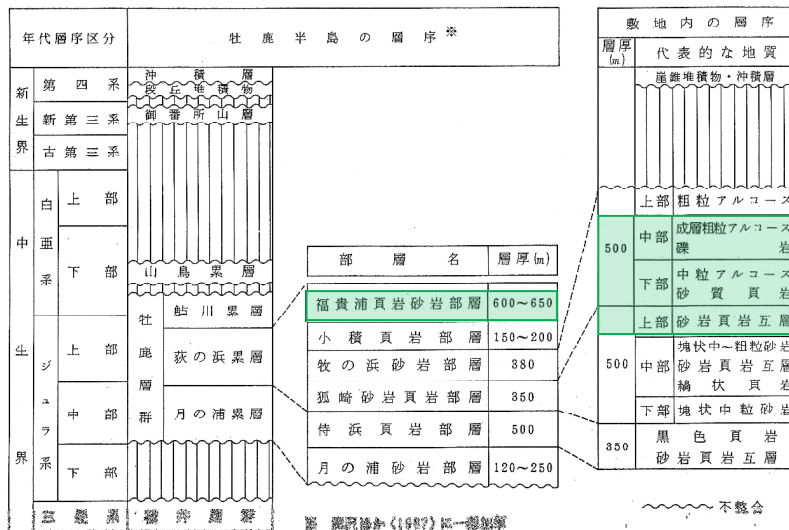 年代層序区分
牡鹿半島の層序※
新生界
第四系
新第三系
古第三系
中生界
白亜系
上部
下部
ジュラ系
上部
中部
下部
沖積層
段丘堆積物
御番所山層
山鳥累層
牡鹿層群
鮎川累層
荻の浜累層
月の浦累層
部層名 層厚(m)
福貴浦頁岩砂岩部層 600～650
小積頁岩部層 150～200
牧の浜砂岩部層 380
狐崎砂岩頁岩部層 350
侍浜頁岩部層 500
月の浦砂岩部層 120～250
敷地内の層序
層厚(m) 代表的な地質
崖錐堆積物・沖積層
上部 粗粒アルコース
500
中部 成層粗粒アルコース
礫岩
下部 中粒アルコース
砂質頁岩
上部 砂岩頁岩互層
500
中部 塊状中～粗粒砂岩
砂岩頁岩互層
縞状頁岩
下部 塊状中粒砂岩
350
黒色頁岩
砂岩頁岩互層
不整合